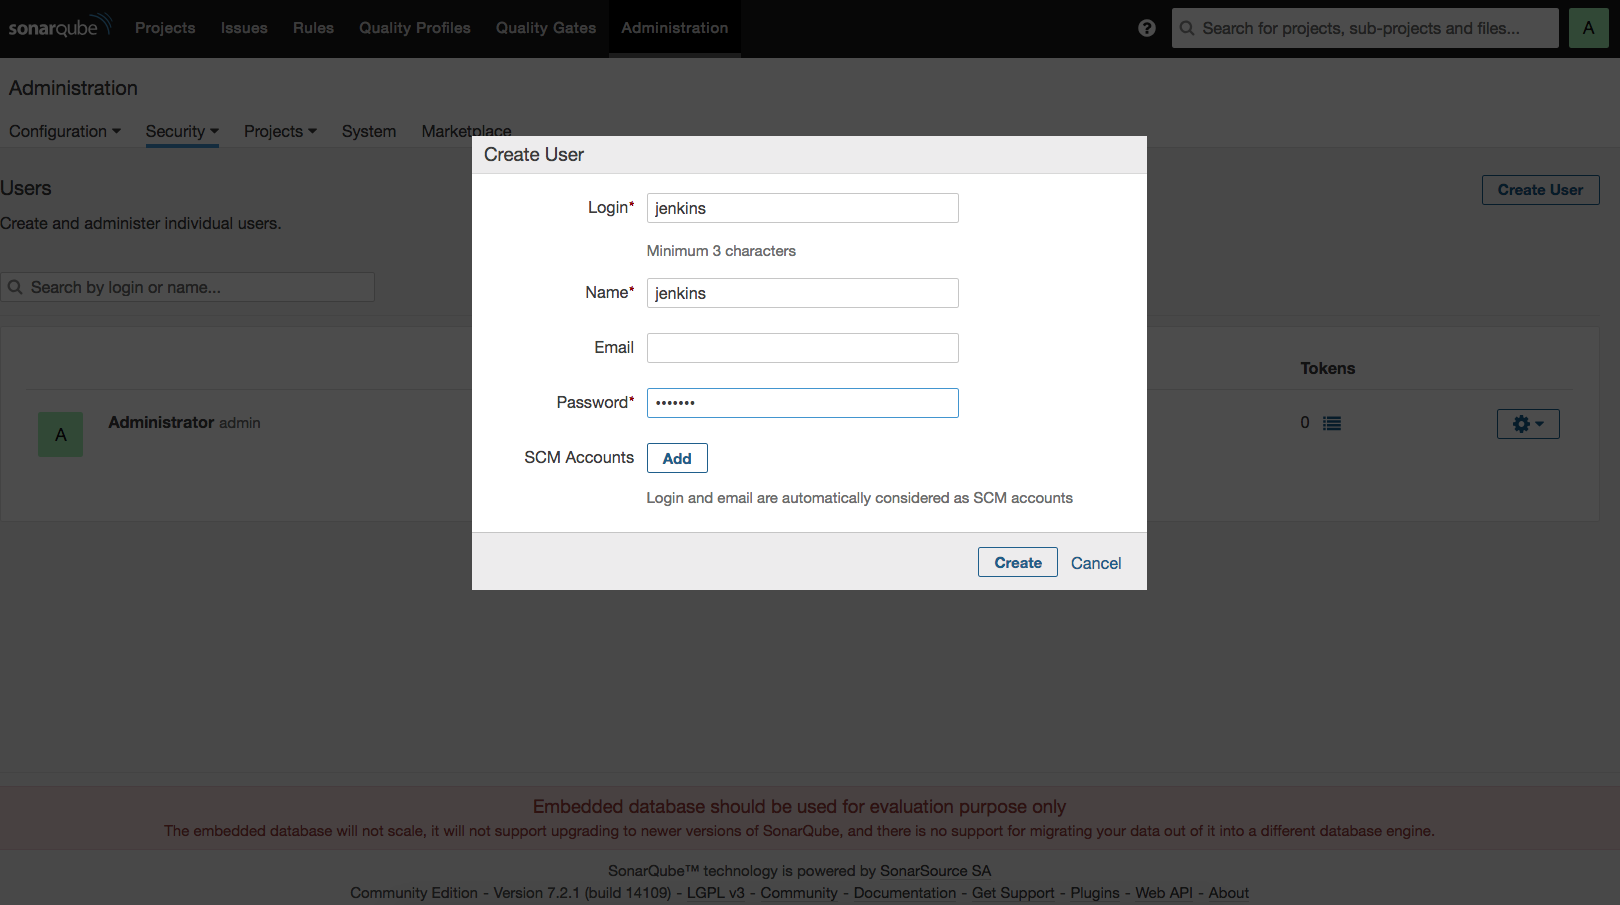 sonarqube Projects Issues Rules Quality Profiles Quality Gates Administration ? Search for projects, sub-projects and files... A
Administration
Configuration Security Projects System Marketplace
Create User
Users
Create User
Create and administer individual users.
Login* jenkins
Minimum 3 characters
Search by login or name...
Name* jenkins
Email
Tokens
Password* •••••••
A Administrator admin 0
SCM Accounts Add
Login and email are automatically considered as SCM accounts
Create Cancel
Embedded database should be used for evaluation purpose only
The embedded database will not scale, it will not support upgrading to newer versions of SonarQube, and there is no support for migrating your data out of it into a different database engine.
SonarQube™ technology is powered by SonarSource SA
Community Edition - Version 7.2.1 (build 14109) - LGPL v3 - Community - Documentation - Get Support - Plugins - Web API - About